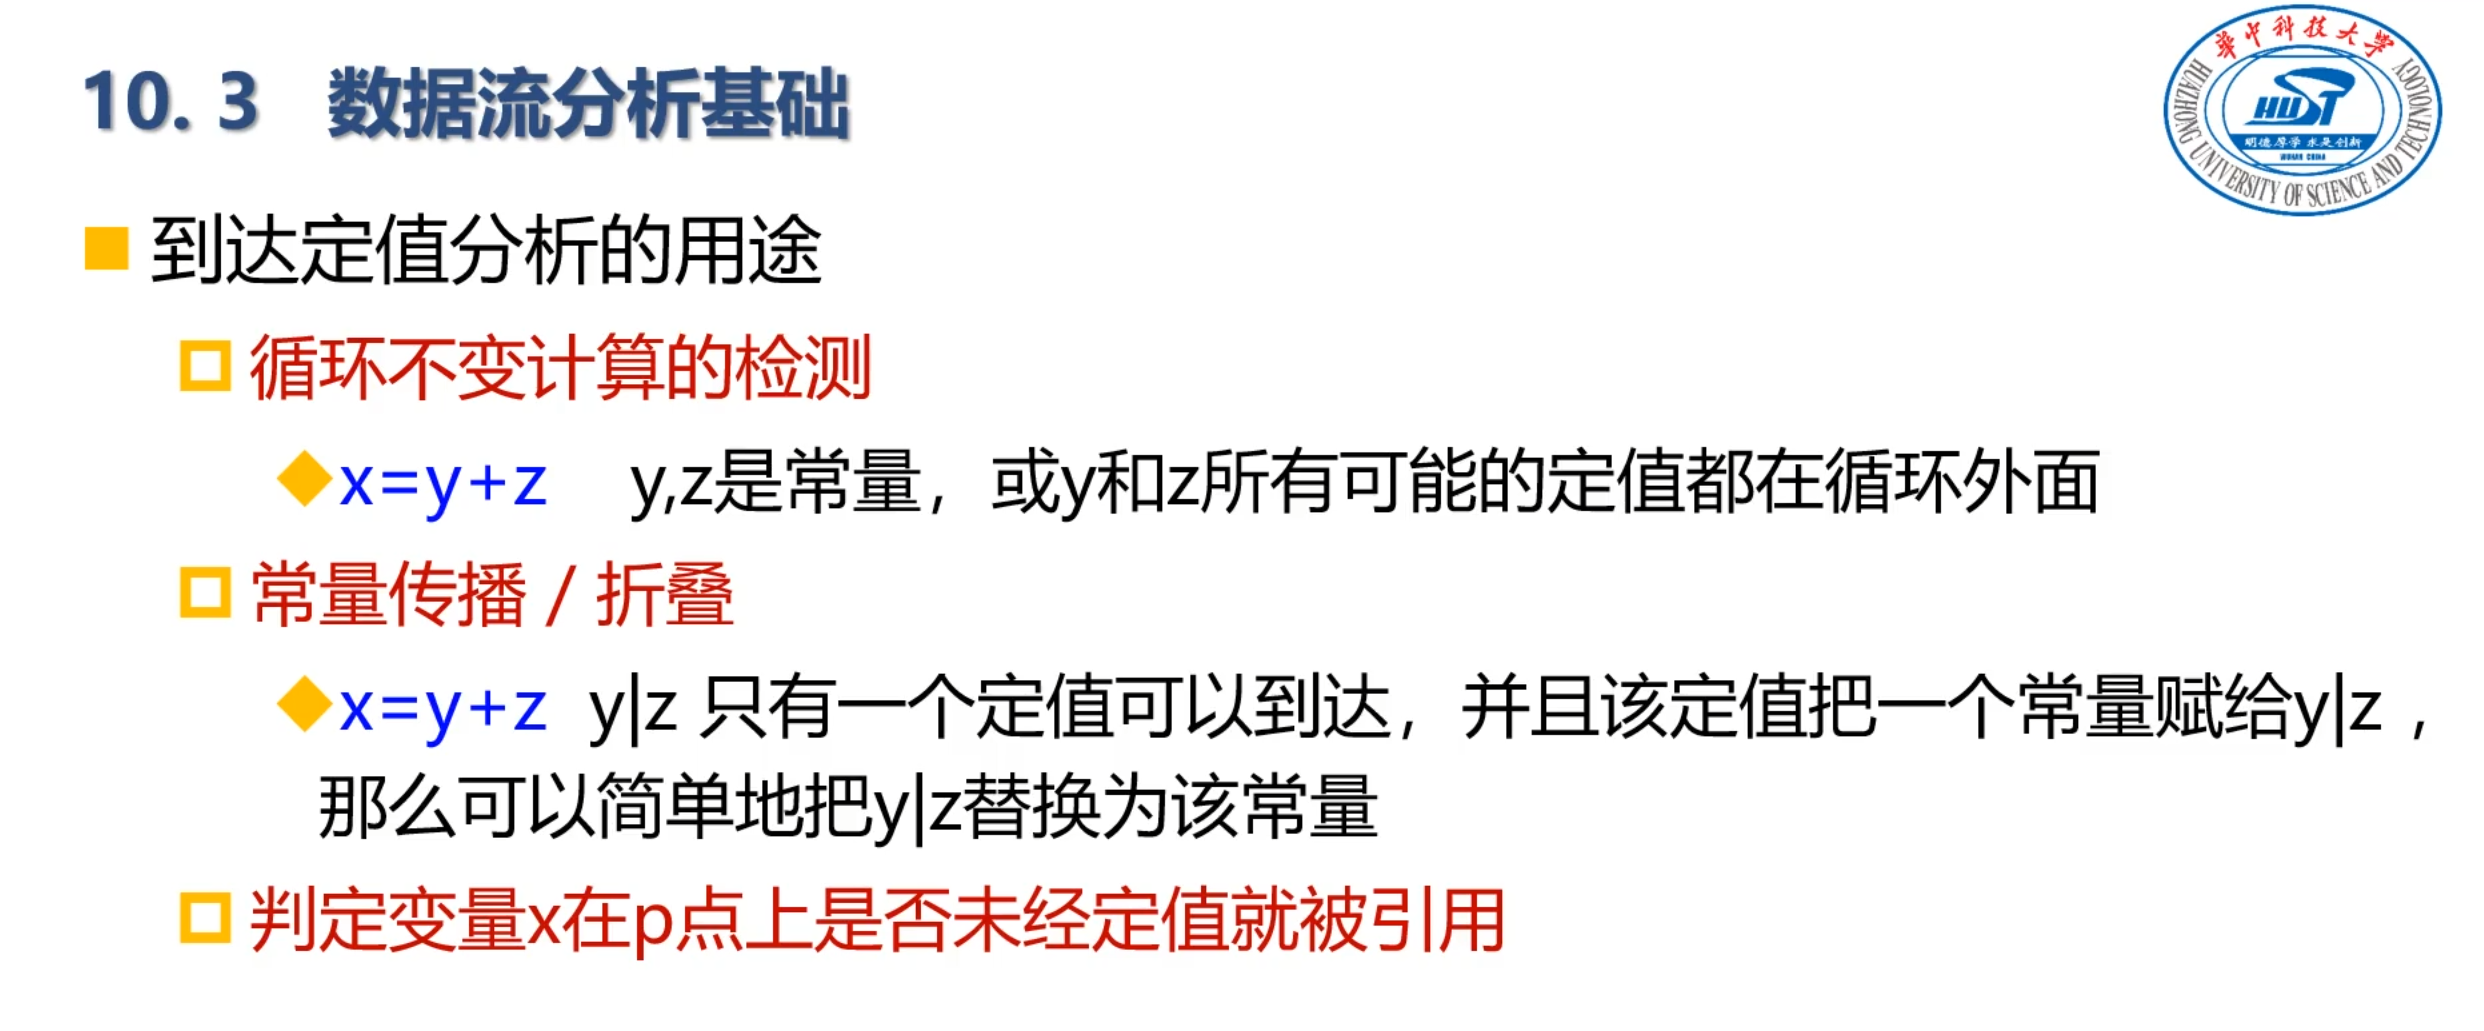 10. 3 数据流分析基础
華中科技大學
HUAZHONG UNIVERSITY OF SCIENCE AND TECHNOLOGY
HUST
明德厚学 求是创新
WUHAN CHINA
到达定值分析的用途
循环不变计算的检测
x=y+z y,z是常量，或y和z所有可能的定值都在循环外面
常量传播 / 折叠
x=y+z y|z 只有一个定值可以到达，并且该定值把一个常量赋给y|z ，
那么可以简单地把y|z替换为该常量
判定变量x在p点上是否未经定值就被引用